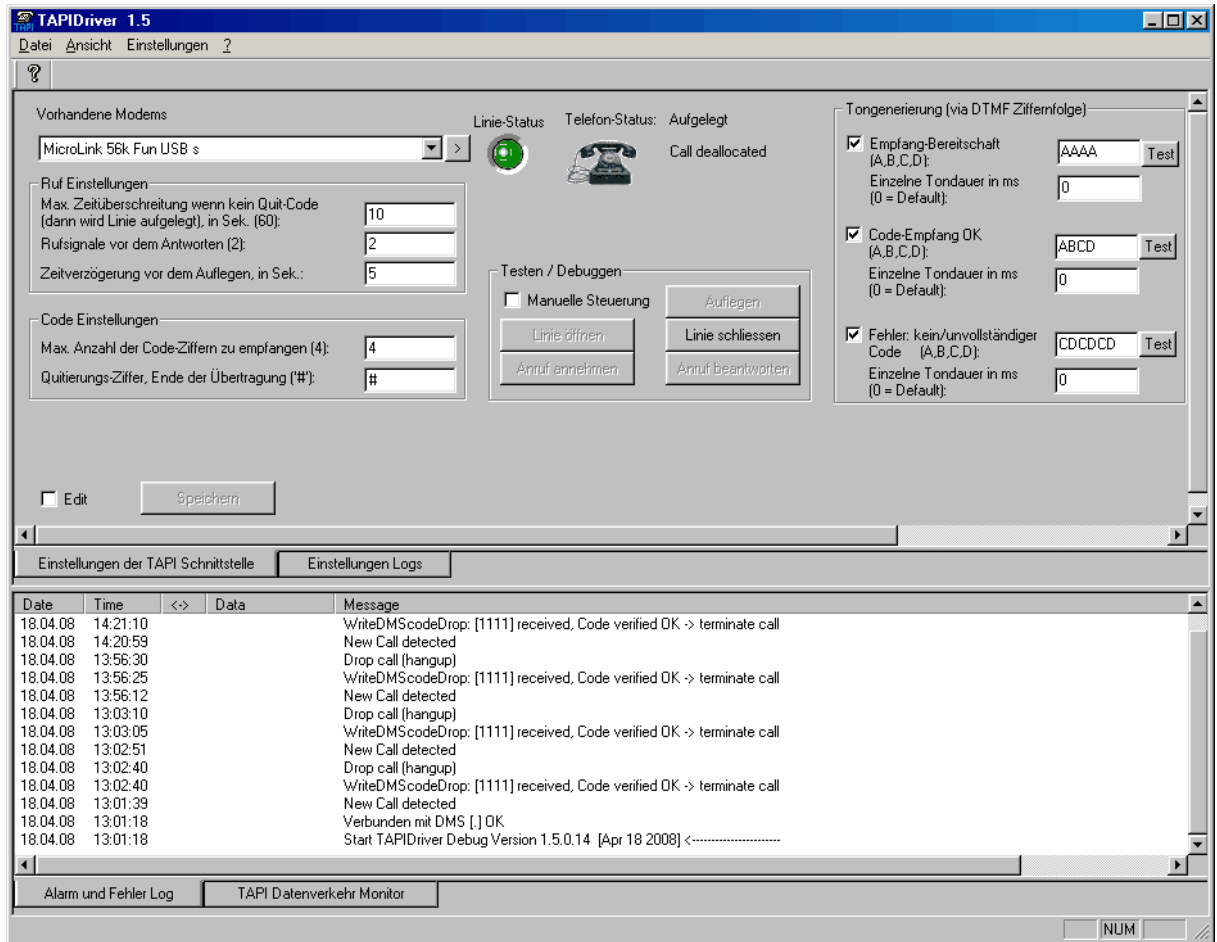 TAPIDriver 1.5
Datei Ansicht Einstellungen ?
Vorhandene Modems
MicroLink 56k Fun USB s
>
Linie-Status
Telefon-Status: Aufgelegt
Call deallocated
Ruf Einstellungen
Max. Zeitüberschreitung wenn kein Quit-Code
(dann wird Linie aufgelegt), in Sek. (60):
10
Rufsignale vor dem Antworten (2):
2
Zeitverzögerung vor dem Auflegen, in Sek.:
5
Code Einstellungen
Max. Anzahl der Code-Ziffern zu empfangen (4):
4
Quitierungs-Ziffer, Ende der Übertragung ('#'):
#
Testen / Debuggen
Manuelle Steuerung
Auflegen
Linie öffnen
Linie schliessen
Anruf annehmen
Anruf beantworten
Tongenerierung (via DTMF Ziffernfolge)
Empfang-Bereitschaft
(A,B,C,D):
AAAA
Test
Einzelne Tondauer in ms
(0 = Default):
0
Code-Empfang OK
(A,B,C,D):
ABCD
Test
Einzelne Tondauer in ms
(0 = Default):
0
Fehler: kein/unvollständiger
Code (A,B,C,D):
CDCDCD
Test
Einzelne Tondauer in ms
(0 = Default):
0
Edit
Speichern
Einstellungen der TAPI Schnittstelle
Einstellungen Logs
Date Time <-> Data Message
18.04.08 14:21:10 WriteDMScodeDrop: [1111] received, Code verified OK -> terminate call
18.04.08 14:20:59 New Call detected
18.04.08 13:56:30 Drop call (hangup)
18.04.08 13:56:25 WriteDMScodeDrop: [1111] received, Code verified OK -> terminate call
18.04.08 13:56:12 New Call detected
18.04.08 13:03:10 Drop call (hangup)
18.04.08 13:03:05 WriteDMScodeDrop: [1111] received, Code verified OK -> terminate call
18.04.08 13:02:51 New Call detected
18.04.08 13:02:40 Drop call (hangup)
18.04.08 13:02:40 WriteDMScodeDrop: [1111] received, Code verified OK -> terminate call
18.04.08 13:01:39 New Call detected
18.04.08 13:01:18 Verbunden mit DMS [.] OK
18.04.08 13:01:18 Start TAPIDriver Debug Version 1.5.0.14 [Apr 18 2008] <----------------------
Alarm und Fehler Log
TAPI Datenverkehr Monitor
NUM